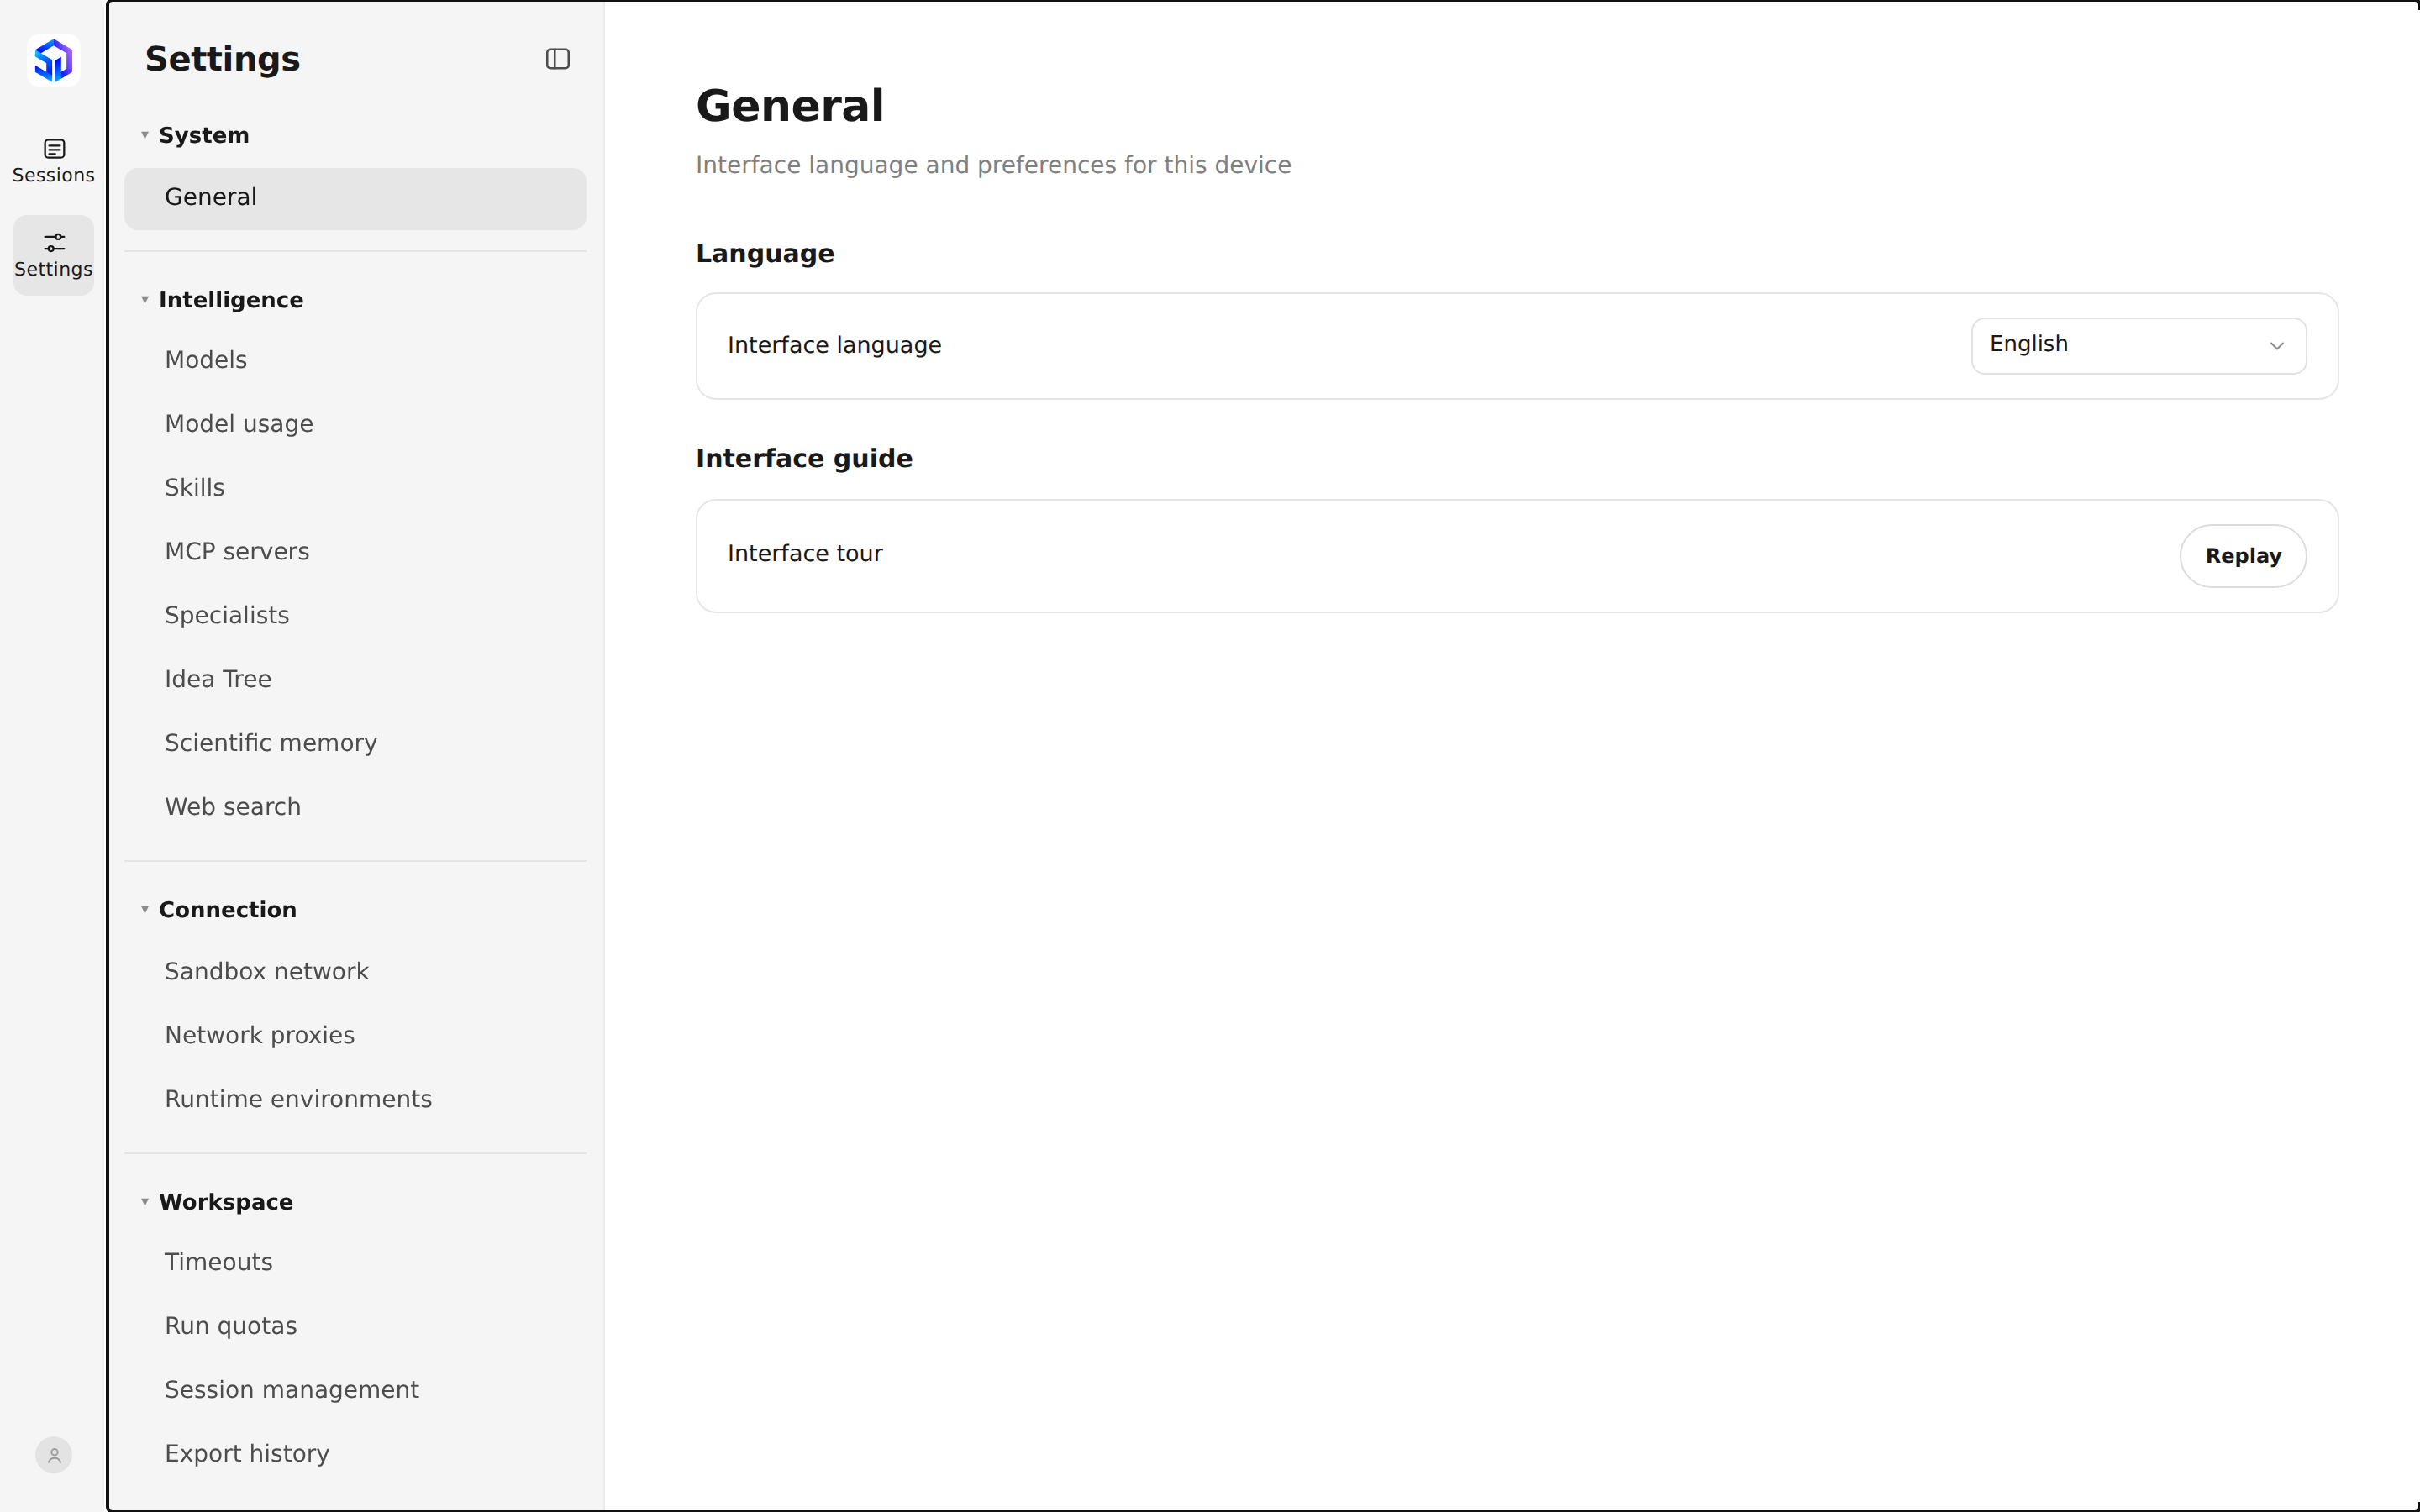 Sessions
Settings
Settings
System
General
Intelligence
Models
Model usage
Skills
MCP servers
Specialists
Idea Tree
Scientific memory
Web search
Connection
Sandbox network
Network proxies
Runtime environments
Workspace
Timeouts
Run quotas
Session management
Export history
General
Interface language and preferences for this device
Language
Interface language
English
Interface guide
Interface tour
Replay